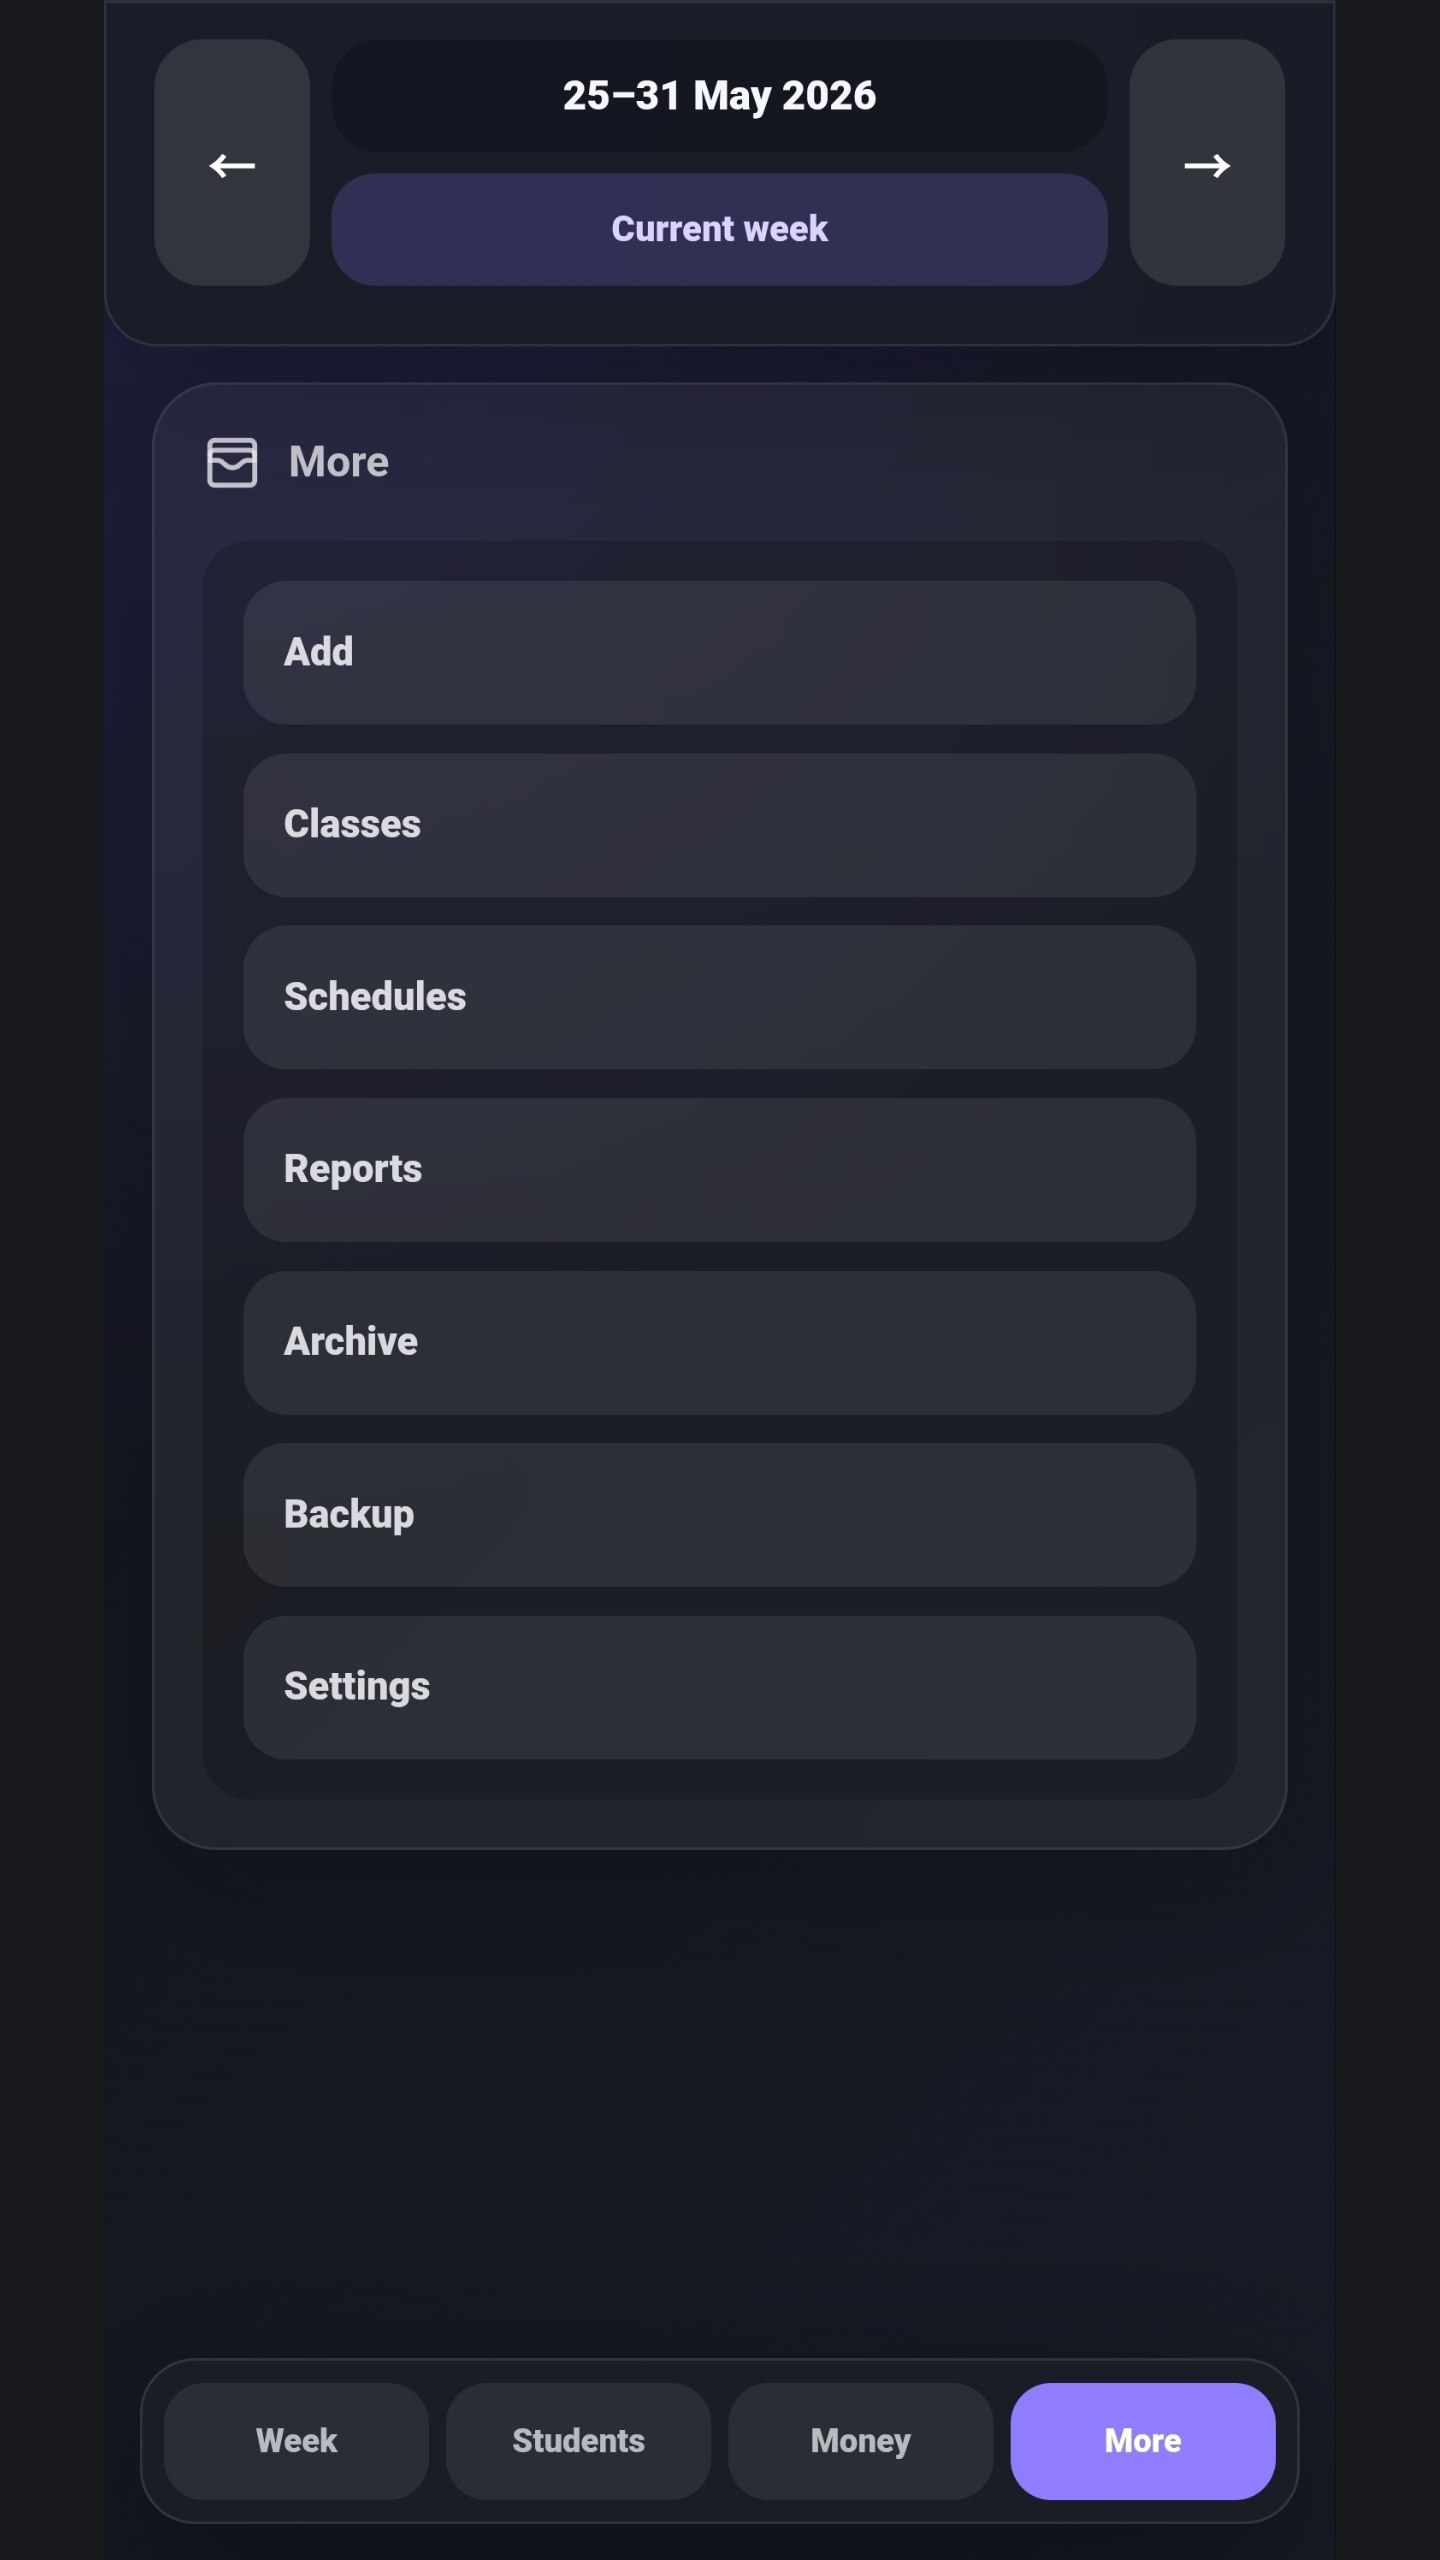 25–31 May 2026
←
→
Current week
More
Add
Classes
Schedules
Reports
Archive
Backup
Settings
Week
Students
Money
More